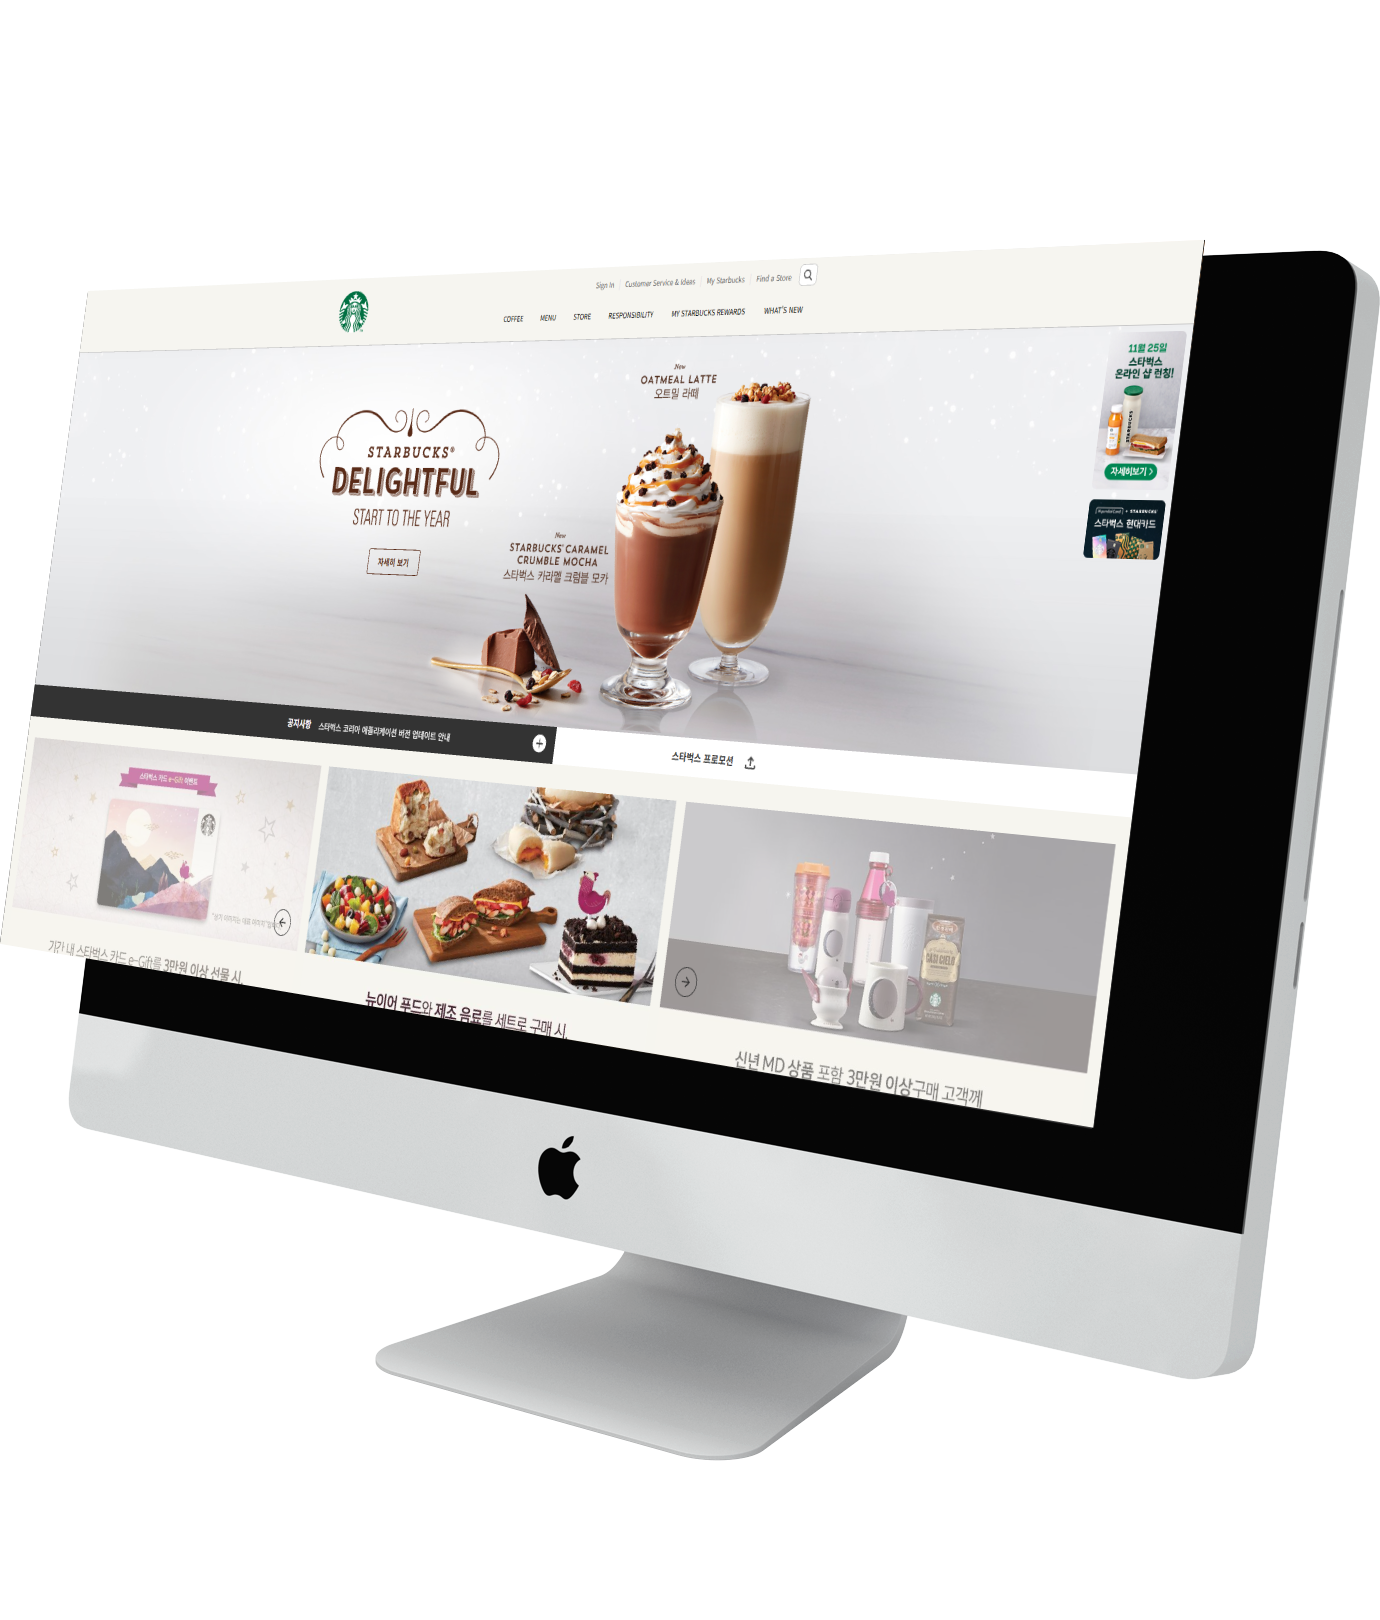 Sign In
Customer Service & Ideas
My Starbucks
Find a Store
COFFEE
MENU
STORE
RESPONSIBILITY
MY STARBUCKS REWARDS
WHAT'S NEW
New
OATMEAL LATTE
오트밀 라떼
STARBUCKS®
DELIGHTFUL
START TO THE YEAR
자세히 보기
New
STARBUCKS® CARAMEL
CRUMBLE MOCHA
스타벅스 카라멜 크럼블 모카
11월 25일
스타벅스
온라인 샵 런칭!
STARBUCKS
자세히보기
STARBUCKS
스타벅스 현대카드
공지사항 스타벅스 코리아 애플리케이션 버전 업데이트 안내
스타벅스 프로모션
스타벅스 카드 e-Gift 이벤트
기간 내 스타벅스 카드 e-Gift를 3만원 이상 선물 시,
뉴이어 푸드와 제조 음료를 세트로 구매 시,
CASI CIELO
신년 MD 상품 포함 3만원 이상구매 고객께